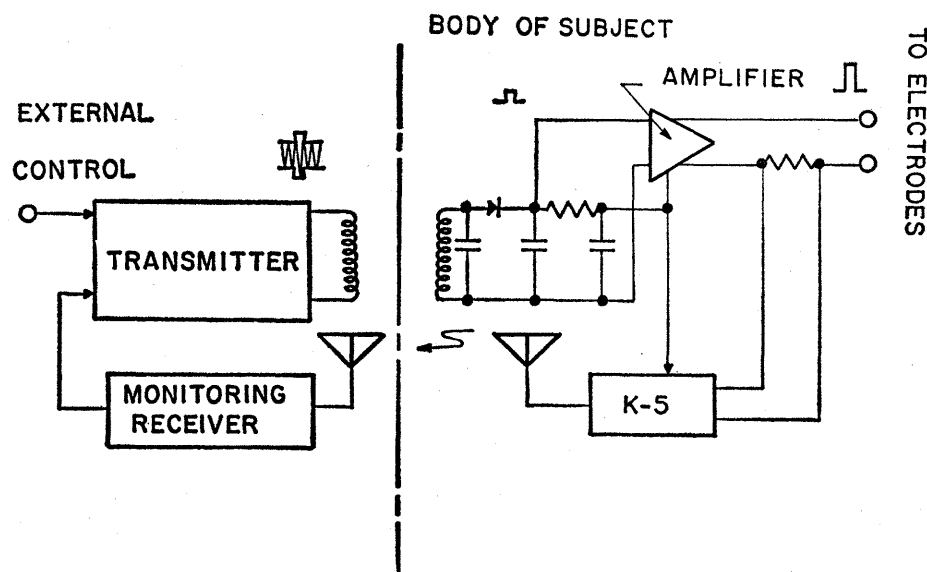 BODY OF SUBJECT
EXTERNAL
CONTROL
AMPLIFIER
TO ELECTRODES
TRANSMITTER
MONITORING
RECEIVER
K-5